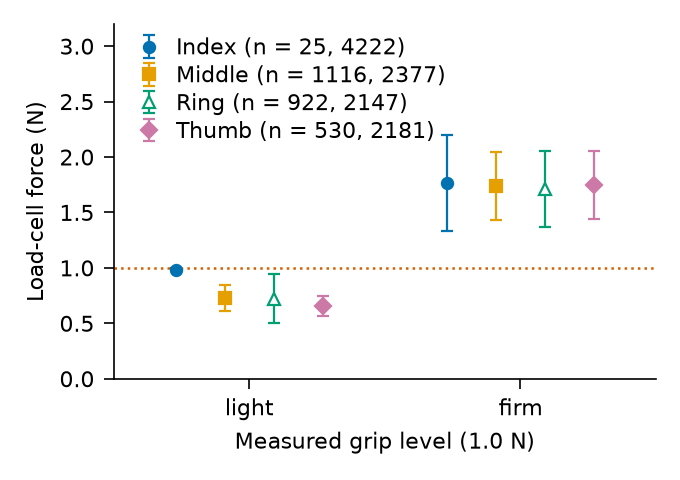 Index (n = 25, 4222)
Middle (n = 1116, 2377)
Ring (n = 922, 2147)
Thumb (n = 530, 2181)
Load-cell force (N)
3.0
2.5
2.0
1.5
1.0
0.5
0.0
light firm
Measured grip level (1.0 N)